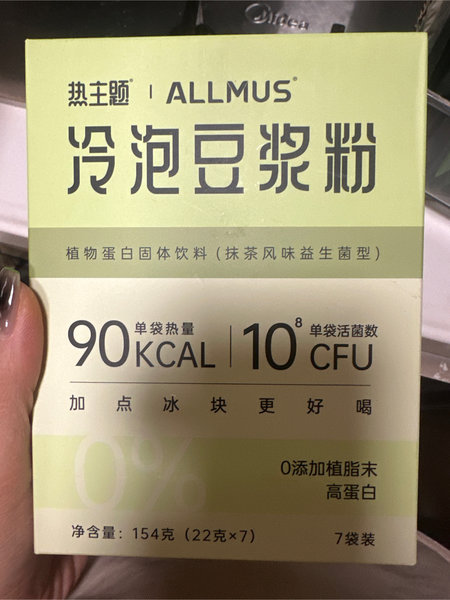 Midea
热主题® | ALLMUS®
冷泡豆浆粉
植物蛋白固体饮料(抹茶风味益生菌型)
90 单袋热量 KCAL | 10⁸ 单袋活菌数 CFU
加点冰块更好喝
0%
0添加植脂末
高蛋白
净含量: 154克(22克×7) 7袋装